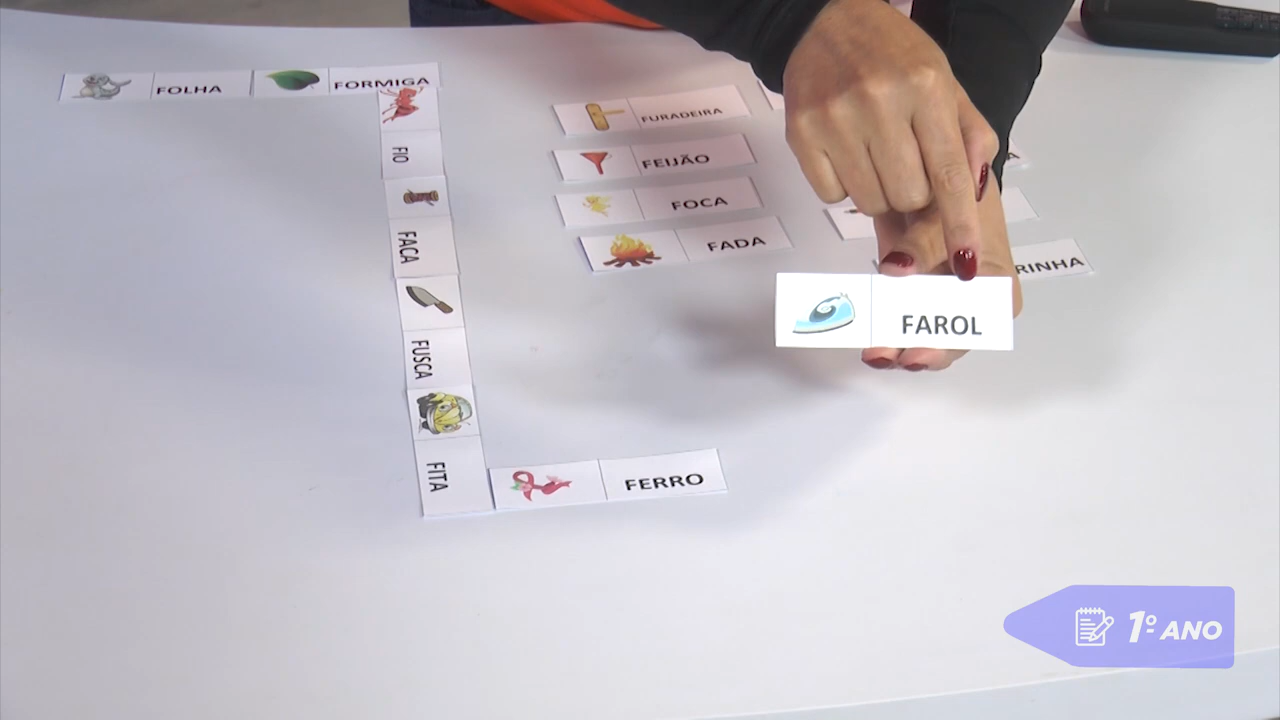 FOLHA
FORMIGA
FIO
FACA
FUSCA
FITA
FERRO
FURADEIRA
FEIJÃO
FOCA
FADA
RINHA
FAROL
1º ANO